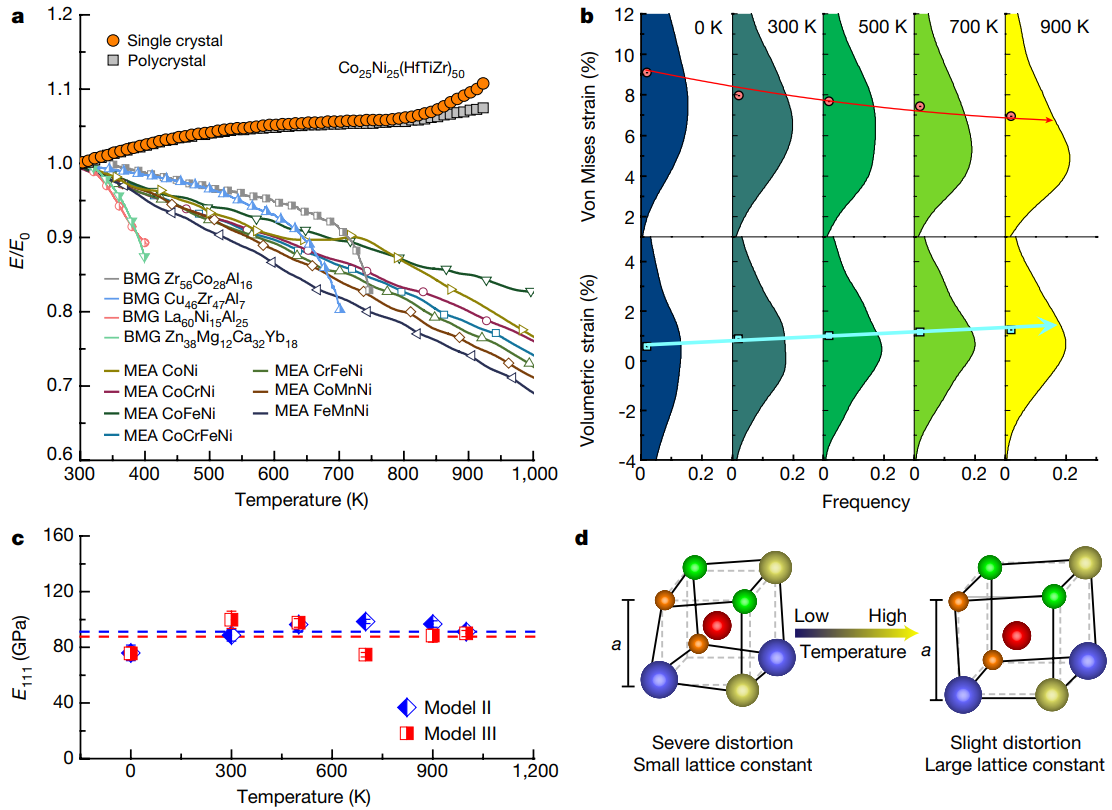 a
1.2
1.1
1.0
0.9
0.8
0.7
0.6
E/E0
Single crystal
Polycrystal
Co25Ni25(HfTiZr)50
BMG Zr56Co28Al16
BMG Cu46Zr47Al7
BMG La60Ni15Al25
BMG Zn38Mg12Ca32Yb18
MEA CoNi
MEA CoCrNi
MEA CoFeNi
MEA CoCrFeNi
MEA CrFeNi
MEA CoMnNi
MEA FeMnNi
300 400 500 600 700 800 900 1,000
Temperature (K)
b
12
10
8
6
4
2
Von Mises strain (%)
0 K 300 K 500 K 700 K 900 K
4
2
0
-2
-4
Volumetric strain (%)
0 0.2 0 0.2 0 0.2 0 0.2 0 0.2
Frequency
c
160
120
80
40
0
E111 (GPa)
Model II
Model III
0 300 600 900 1,200
Temperature (K)
d
a
Low High
Temperature
a
Severe distortion
Small lattice constant
Slight distortion
Large lattice constant